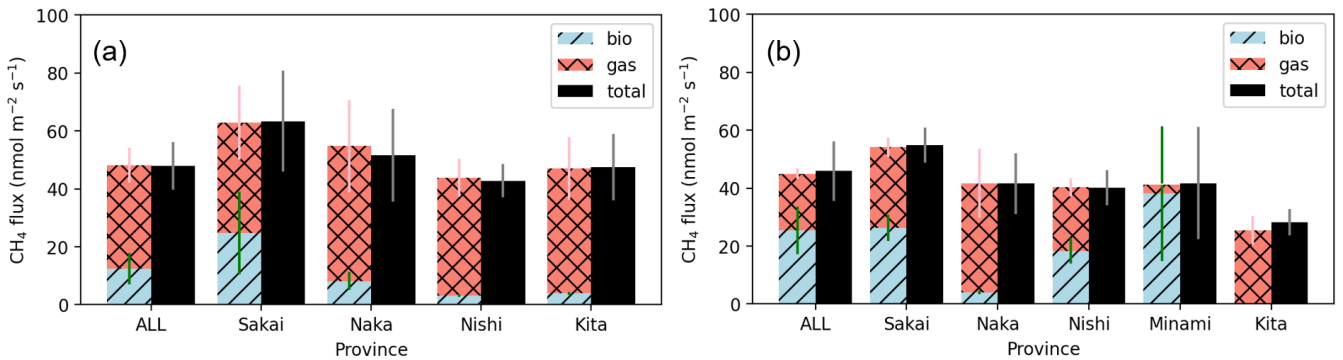 (a)
CH₄ flux (nmol m⁻² s⁻¹)
100
80
60
40
20
0
bio
gas
total
ALL
Sakai
Naka
Nishi
Kita
Province
(b)
CH₄ flux (nmol m⁻² s⁻¹)
100
80
60
40
20
0
bio
gas
total
ALL
Sakai
Naka
Nishi
Minami
Kita
Province